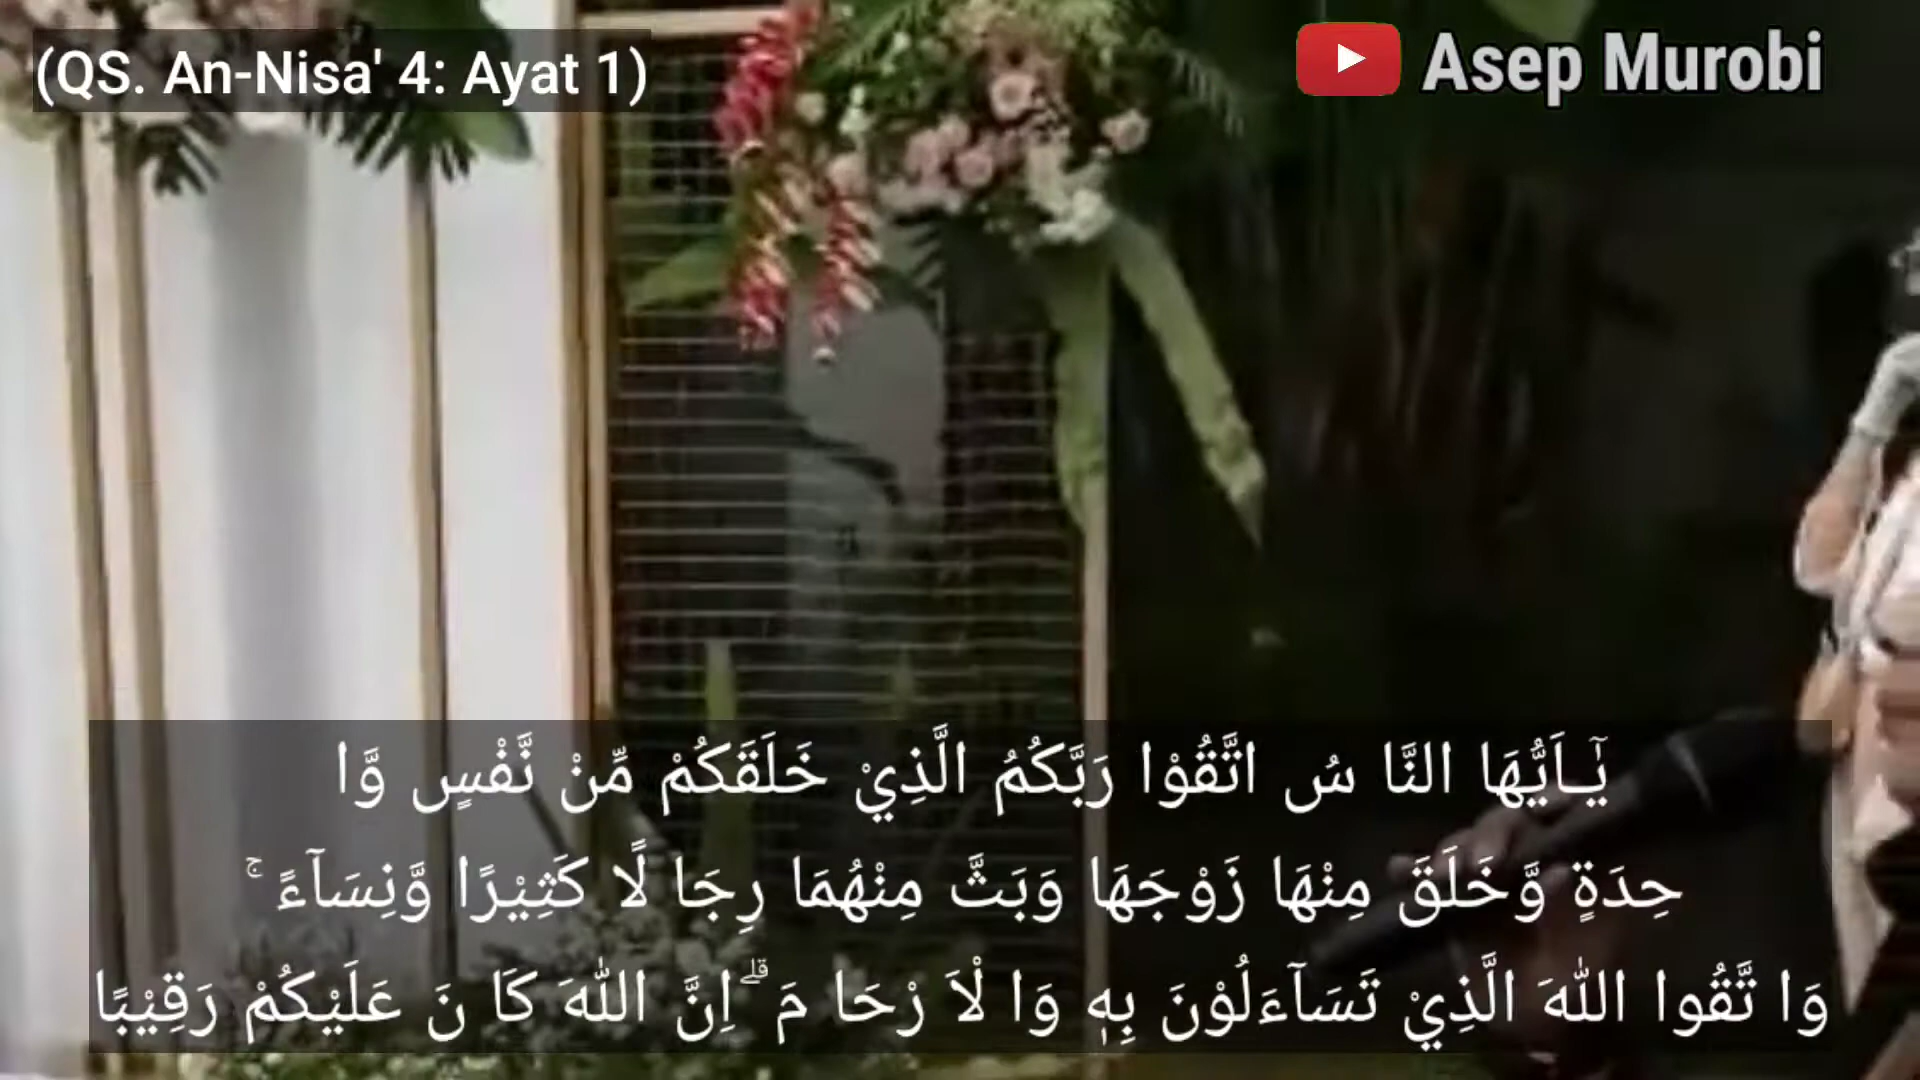 (QS. An-Nisa' 4: Ayat 1)
Asep Murobi
يٰۤـاَيُّهَا النَّا سُ اتَّقُوْا رَبَّكُمُ الَّذِيْ خَلَقَكُمْ مِّنْ نَّفْسٍ وَّا
حِدَةٍ وَّخَلَقَ مِنْهَا زَوْجَهَا وَبَثَّ مِنْهُمَا رِجَا لًا كَثِيْرًا وَّنِسَآءً ۚ
وَا تَّقُوا اللّٰهَ الَّذِيْ تَسَآءَلُوْنَ بِهٖ وَا لْاَ رْحَا مَ ۗ اِنَّ اللّٰهَ كَا نَ عَلَيْكُمْ رَقِيْبًا